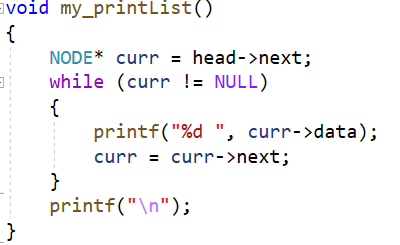 void my_printList()
{
    NODE* curr = head->next;
    while (curr != NULL)
    {
        printf("%d ", curr->data);
        curr = curr->next;
    }
    printf("\n");
}